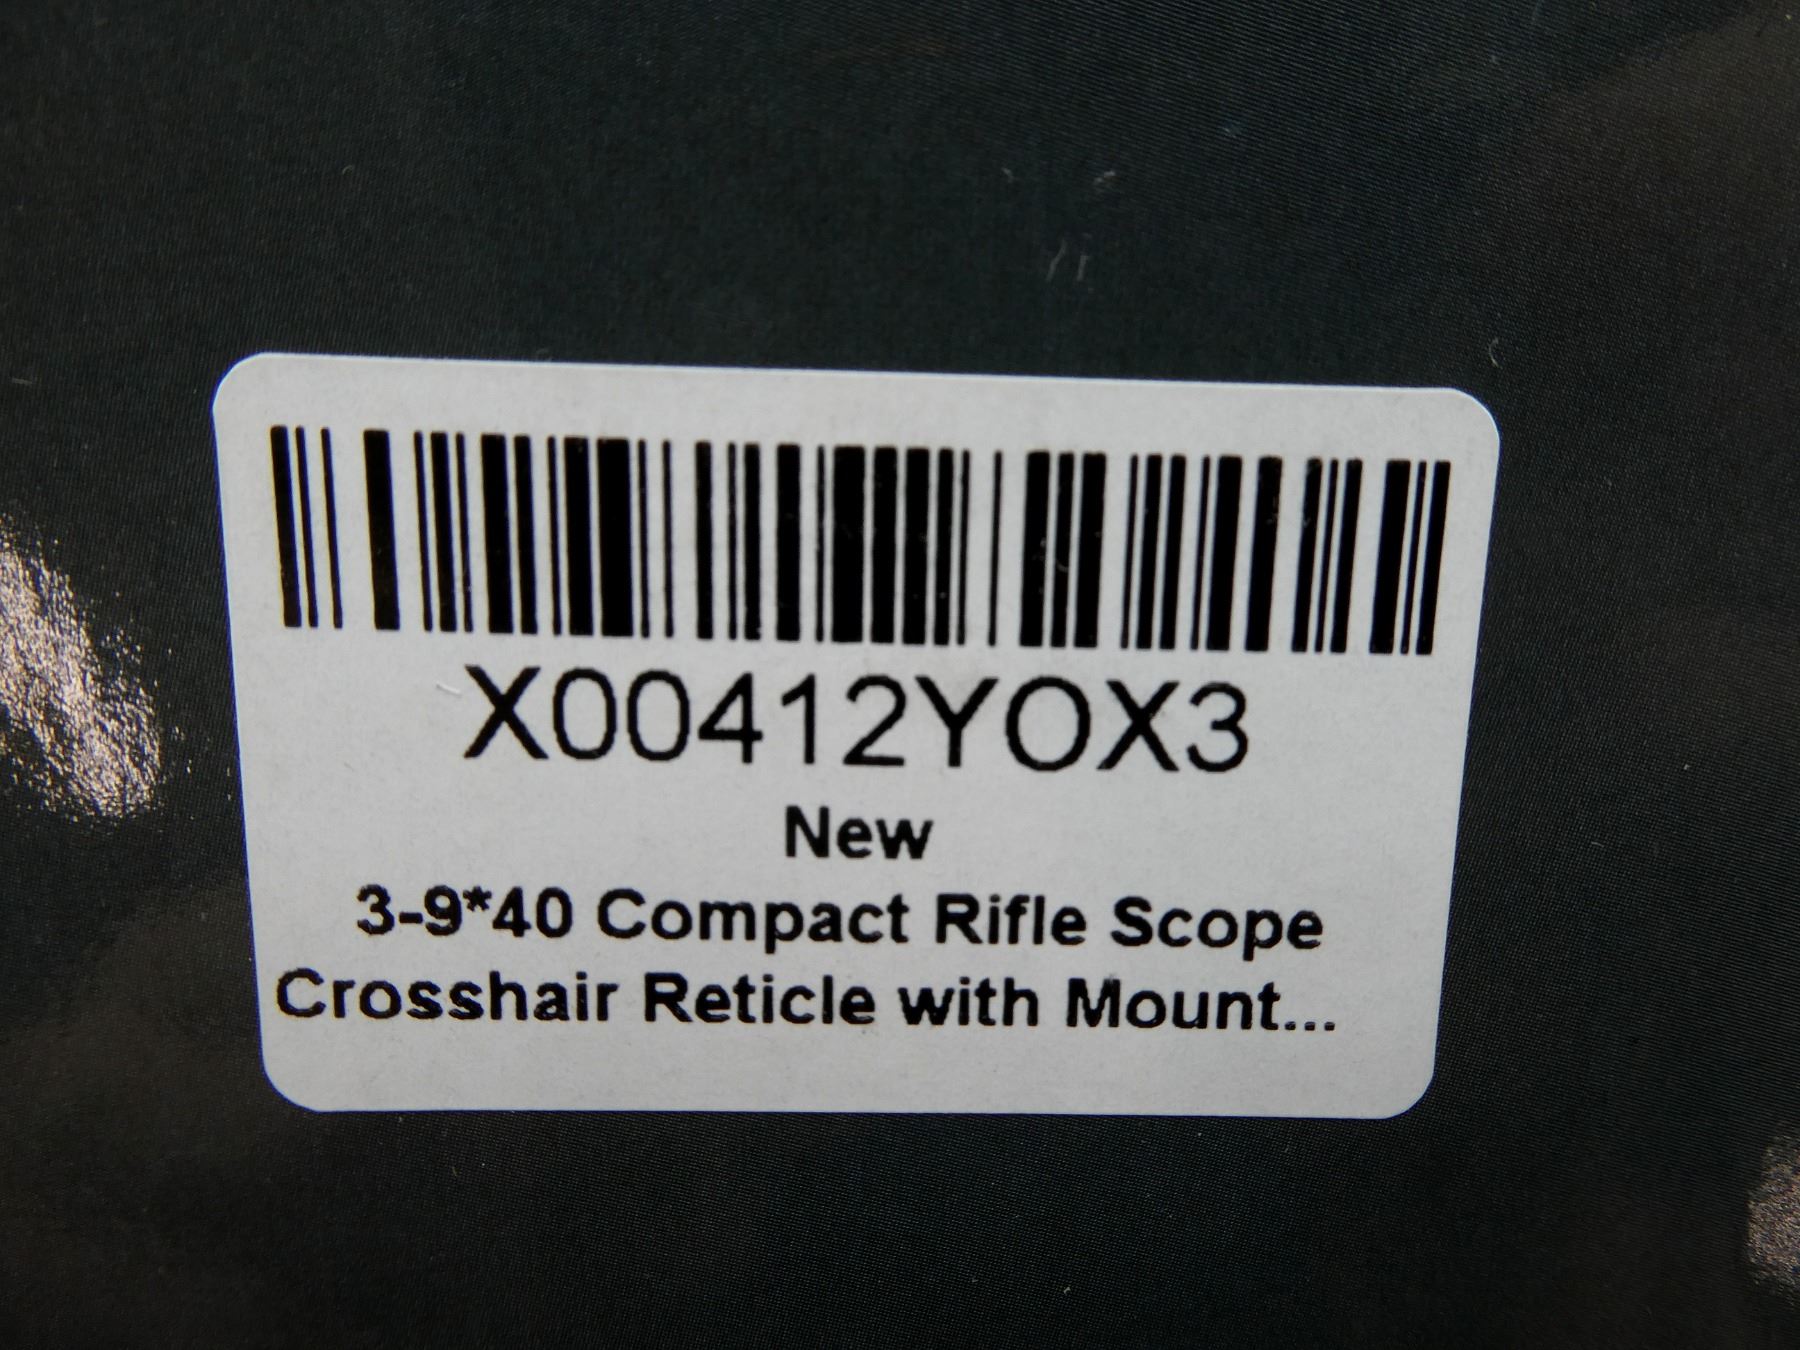 X00412YOX3
New
3-9*40 Compact Rifle Scope
Crosshair Reticle with Mount...